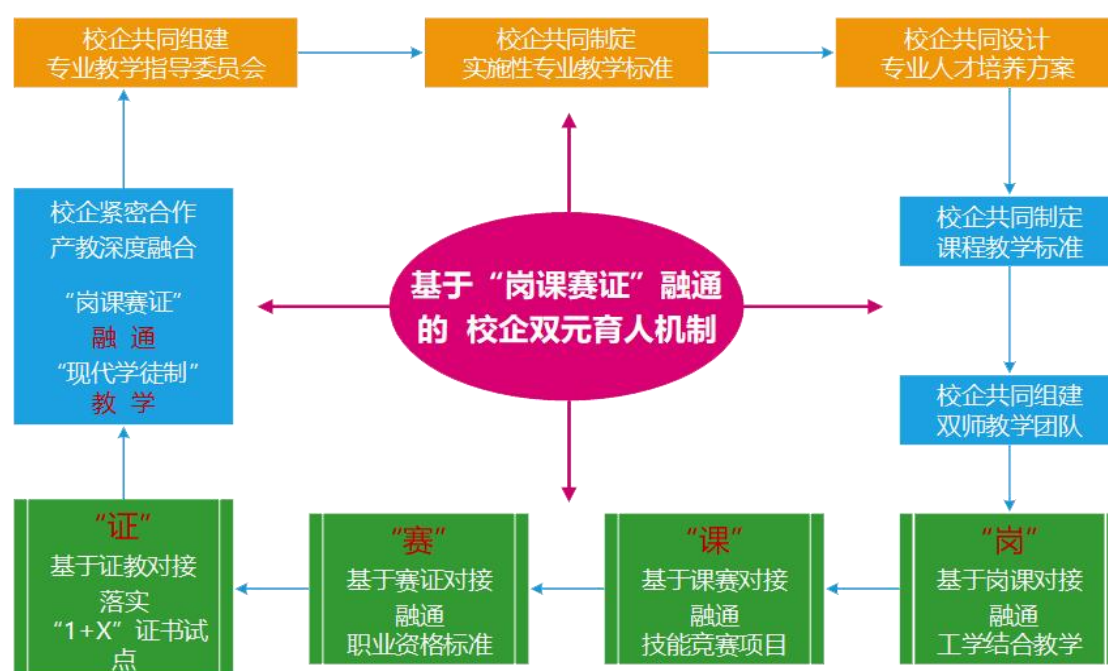 校企共同组建
专业教学指导委员会
校企共同制定
实施性专业教学标准
校企共同设计
专业人才培养方案
校企紧密合作
产教深度融合
“岗课赛证”
融 通
“现代学徒制”
教 学
基于“岗课赛证”融通
的 校企双元育人机制
校企共同制定
课程教学标准
校企共同组建
双师教学团队
“证”
基于证教对接
落实
“1+X”证书试
点
“赛”
基于赛证对接
融通
职业资格标准
“课”
基于课赛对接
融通
技能竞赛项目
“岗”
基于岗课对接
融通
工学结合教学